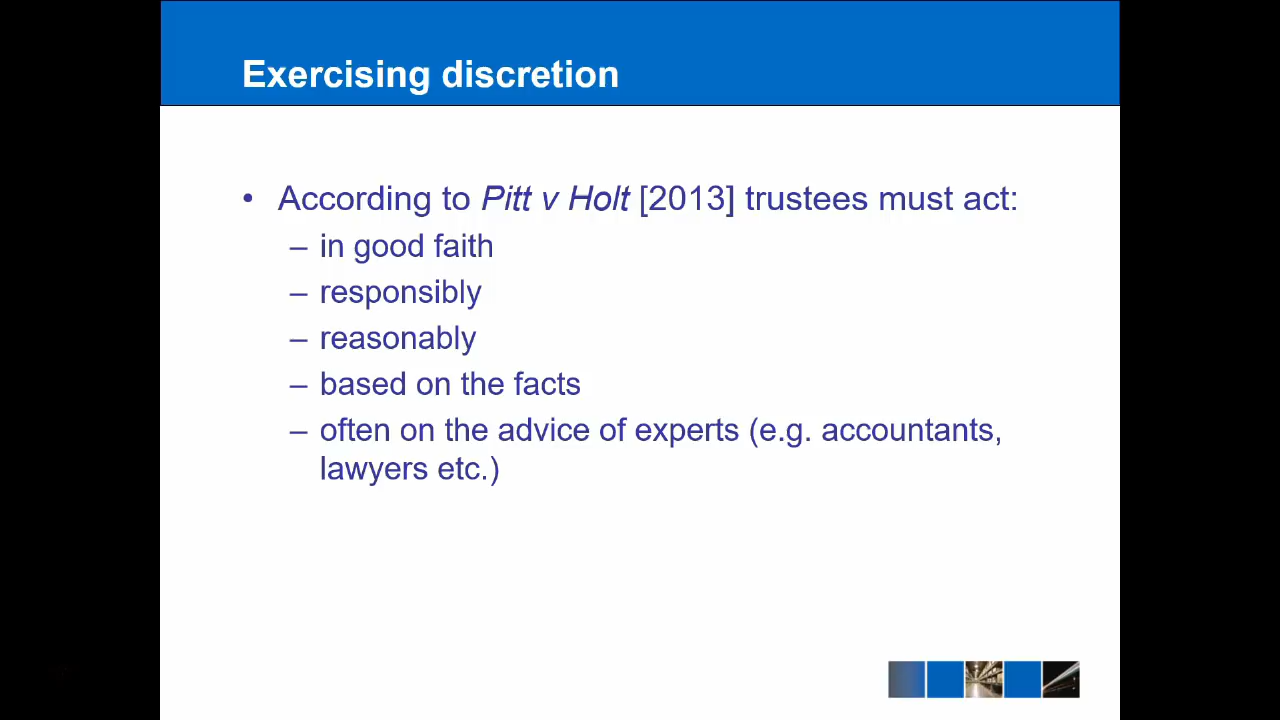 Exercising discretion
• According to Pitt v Holt [2013] trustees must act:
– in good faith
– responsibly
– reasonably
– based on the facts
– often on the advice of experts (e.g. accountants,
lawyers etc.)